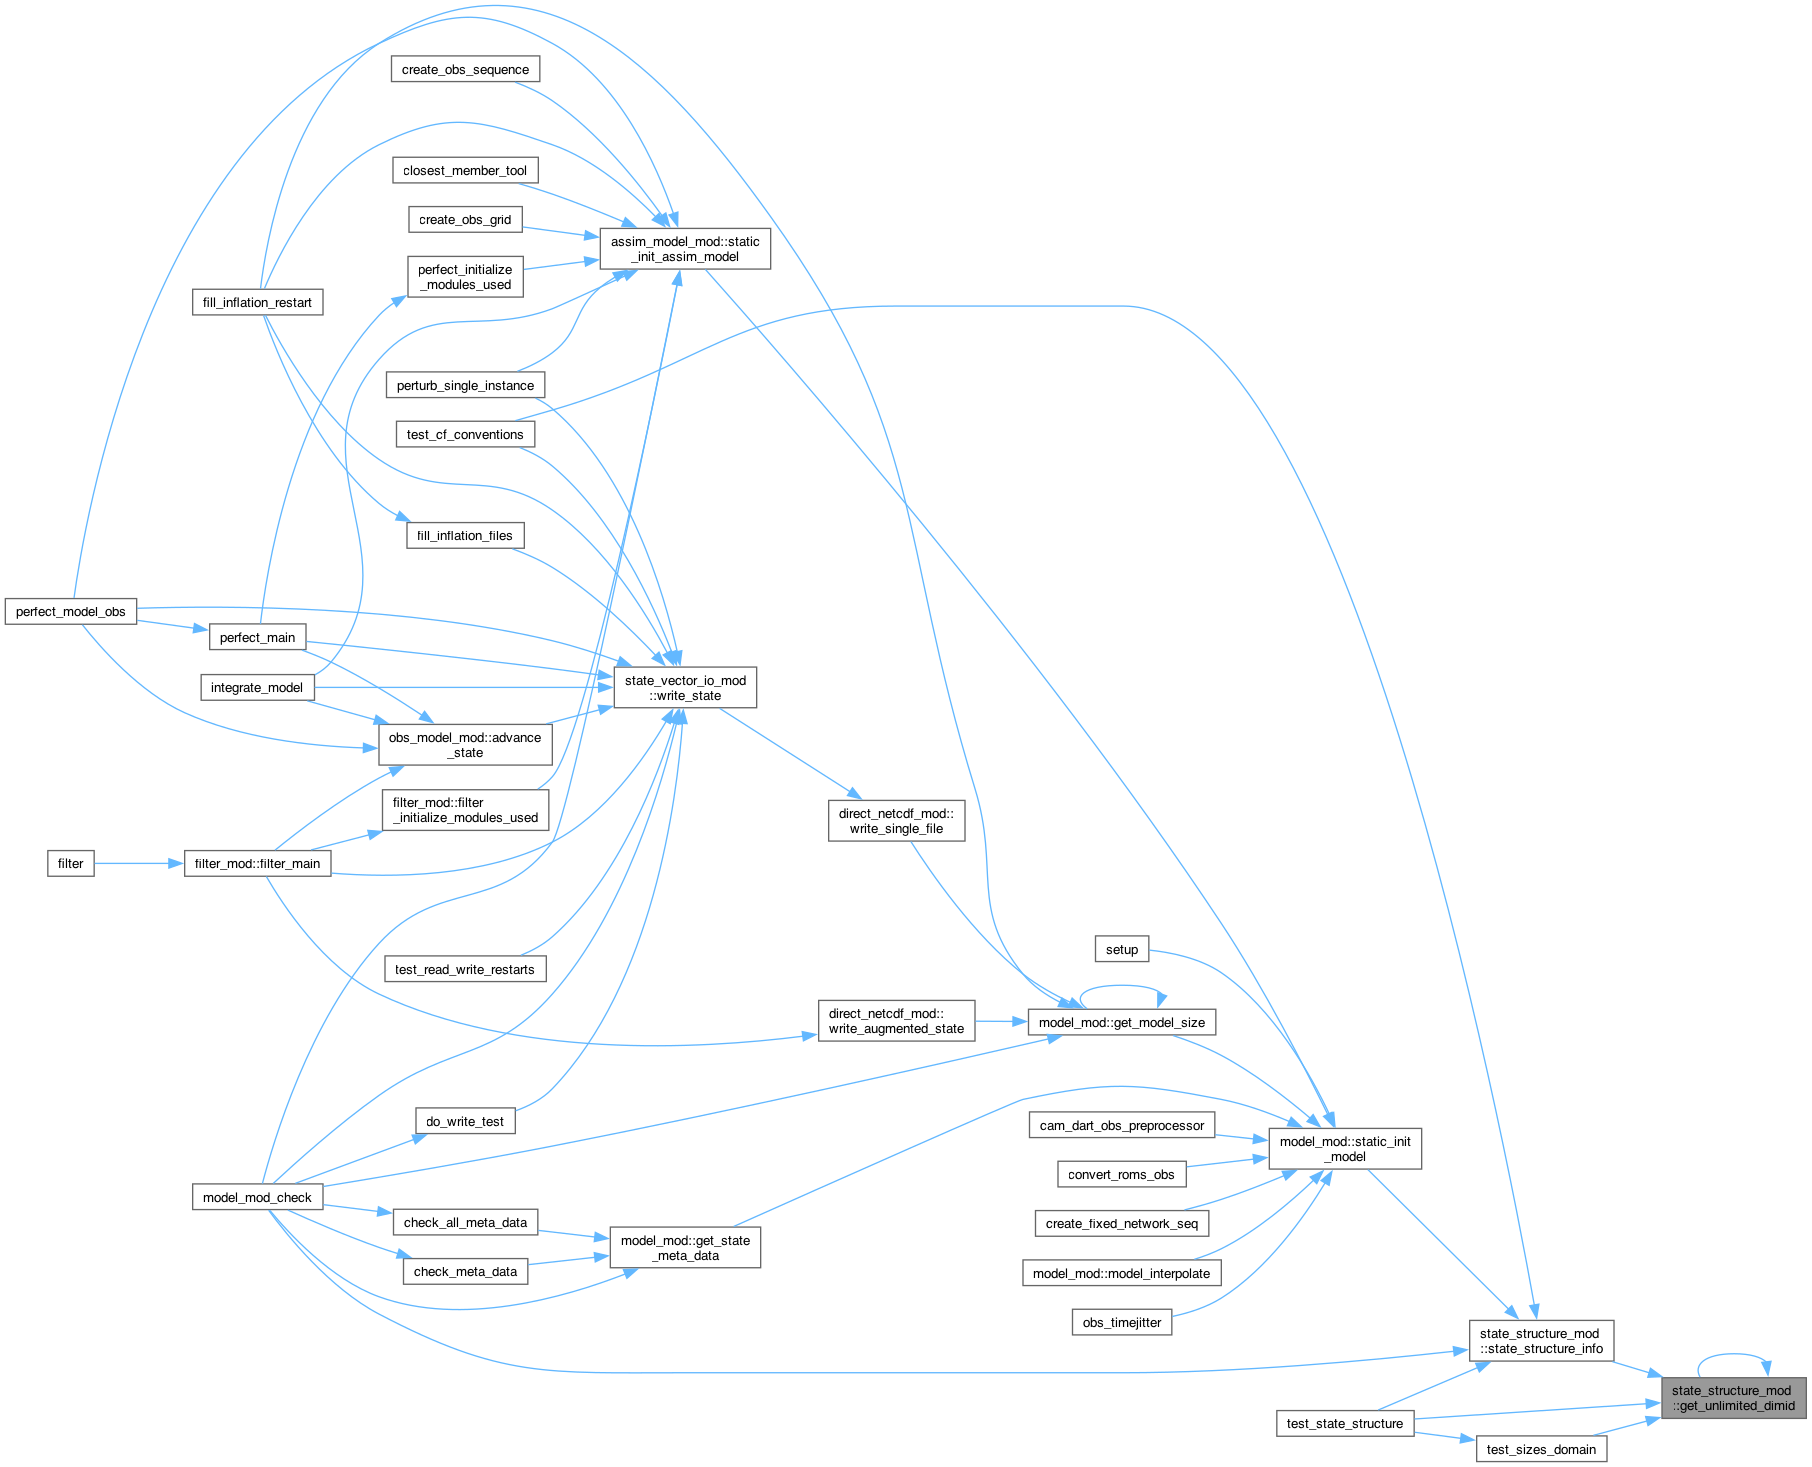 create_obs_sequence
closest_member_tool
create_obs_grid
assim_model_mod::static
_init_assim_model
perfect_initialize
_modules_used
fill_inflation_restart
perturb_single_instance
test_cf_conventions
fill_inflation_files
perfect_model_obs
perfect_main
integrate_model
state_vector_io_mod
::write_state
obs_model_mod::advance
_state
filter_mod::filter
_initialize_modules_used
direct_netcdf_mod::
write_single_file
filter
filter_mod::filter_main
setup
test_read_write_restarts
direct_netcdf_mod::
write_augmented_state
model_mod::get_model_size
do_write_test
cam_dart_obs_preprocessor
model_mod::static_init
_model
convert_roms_obs
model_mod_check
check_all_meta_data
create_fixed_network_seq
model_mod::get_state
_meta_data
check_meta_data
model_mod::model_interpolate
obs_timejitter
state_structure_mod
::state_structure_info
state_structure_mod
::get_unlimited_dimid
test_state_structure
test_sizes_domain